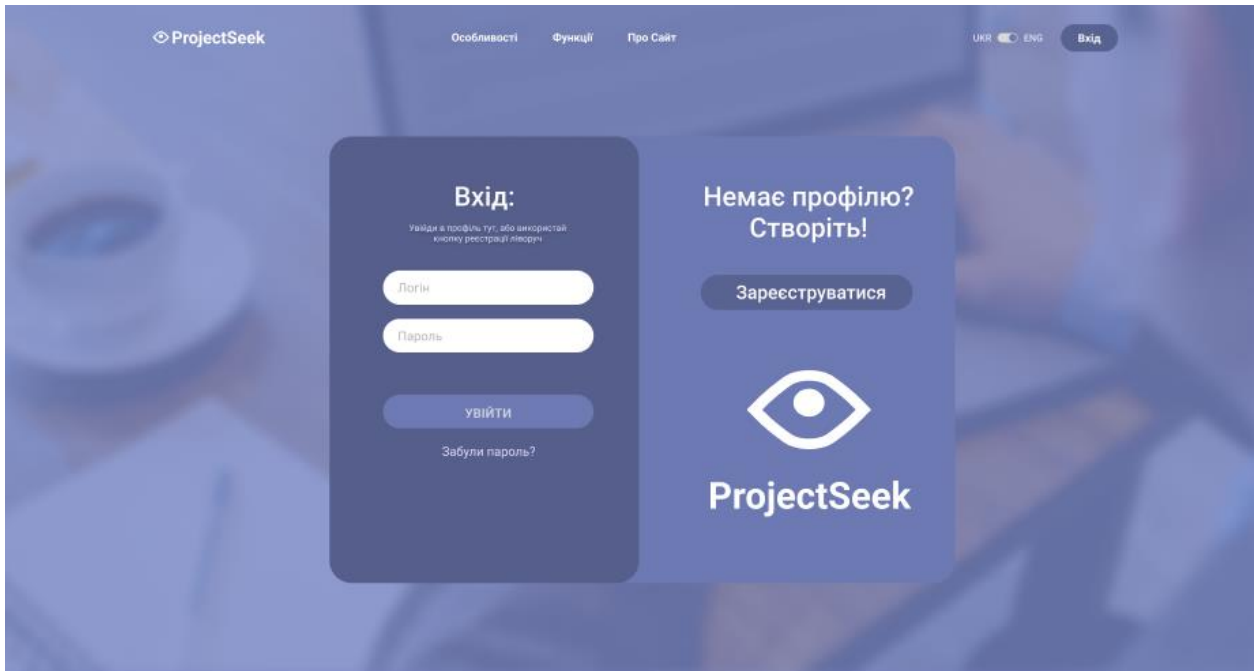 ProjectSeek
Особливості
Функції
Про Сайт
UKR
ENG
Вхід
Вхід:
Увійди в профіль тут, або використай
кнопку реєстрації ліворуч
Логін
Пароль
УВІЙТИ
Забули пароль?
Немає профілю?
Створіть!
Зареєструватися
ProjectSeek